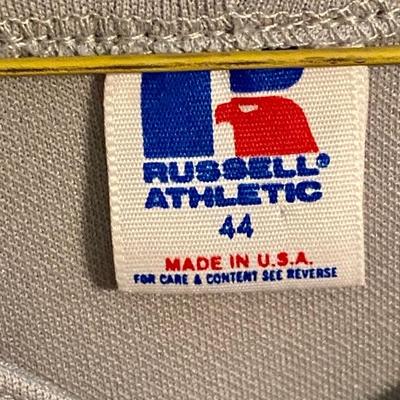 RUSSELL®
ATHLETIC
44
MADE IN U.S.A.
FOR CARE & CONTENT SEE REVERSE